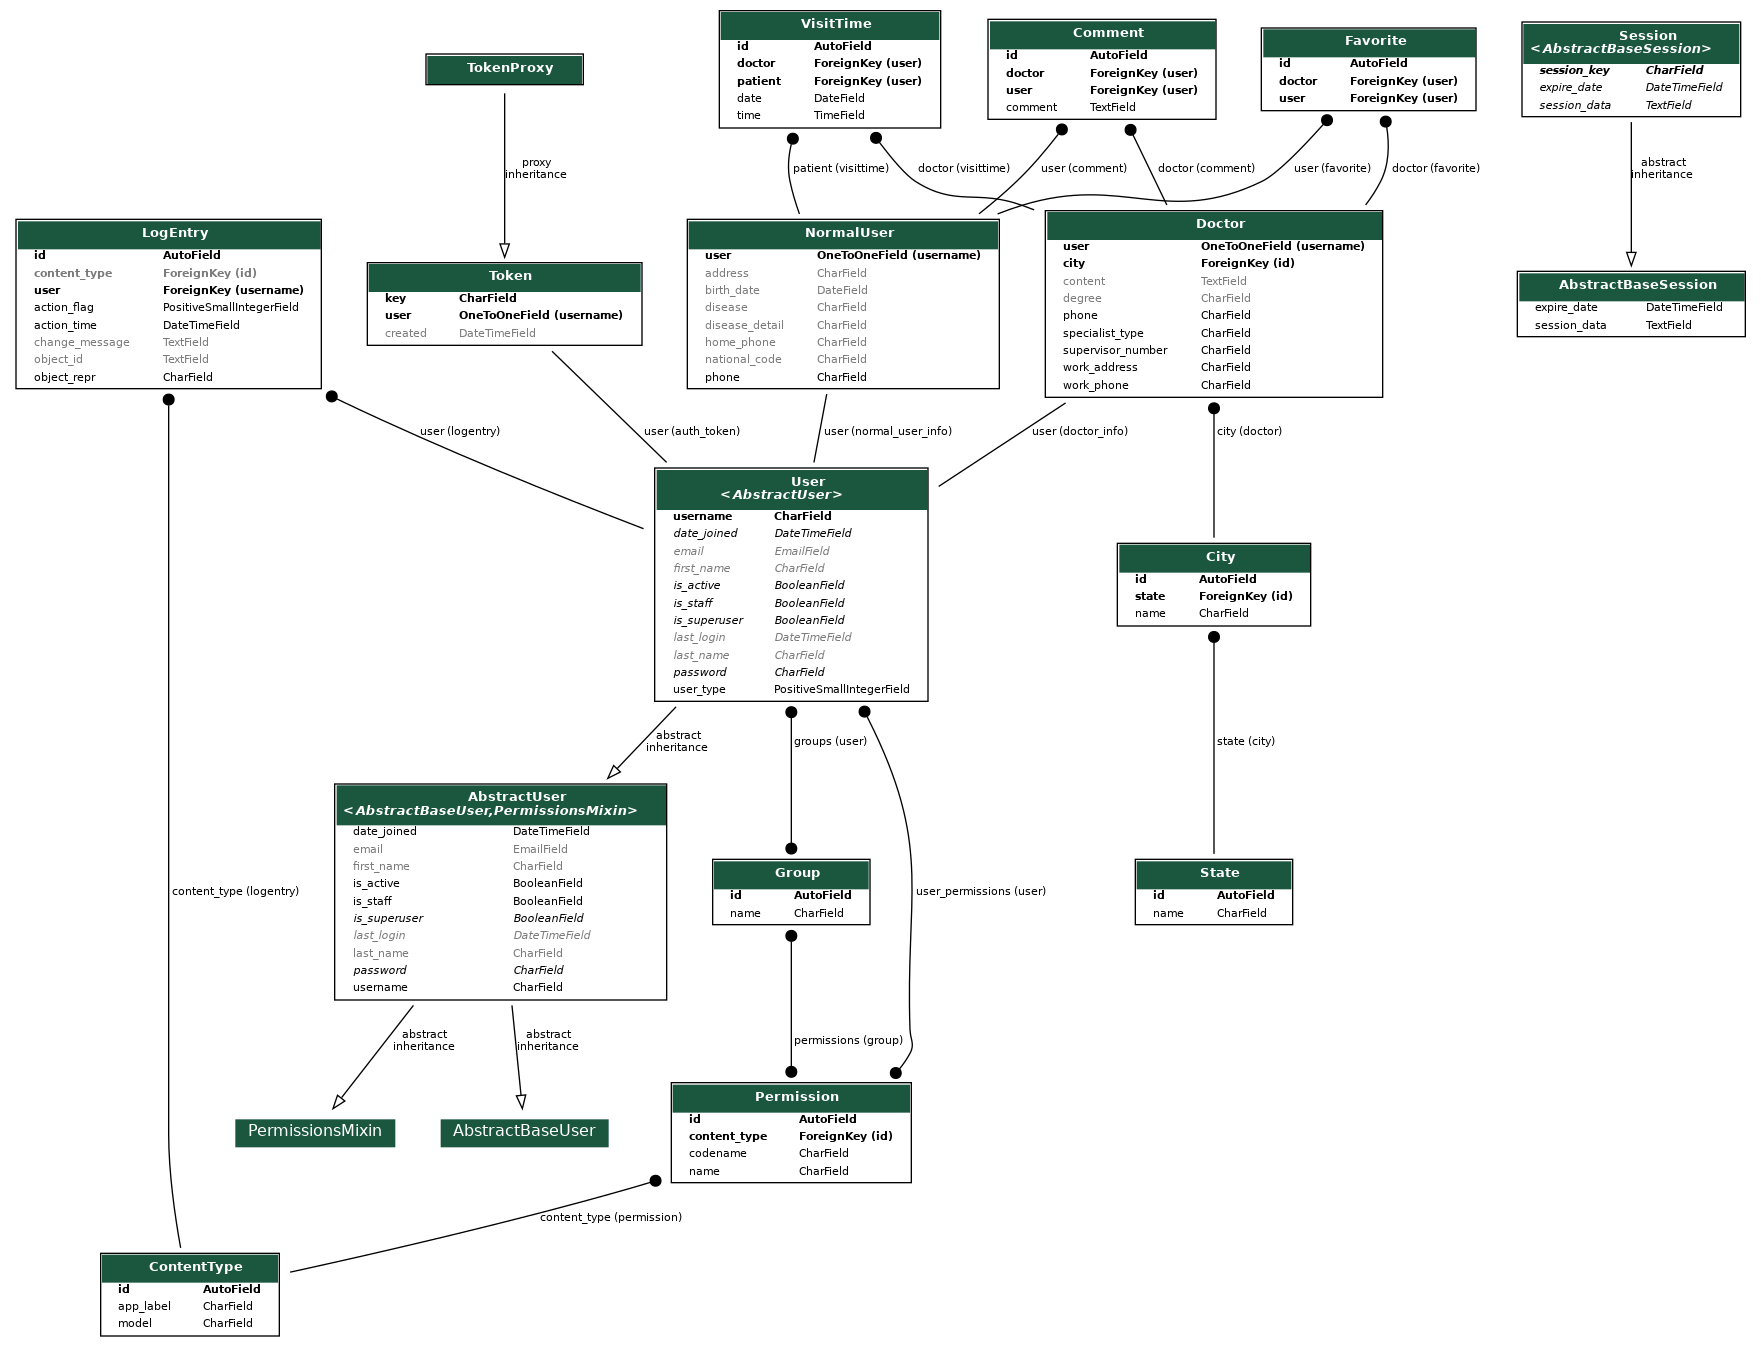 VisitTime
id AutoField
doctor ForeignKey (user)
patient ForeignKey (user)
date DateField
time TimeField
Comment
id AutoField
doctor ForeignKey (user)
user ForeignKey (user)
comment TextField
Favorite
id AutoField
doctor ForeignKey (user)
user ForeignKey (user)
Session
<AbstractBaseSession>
session_key CharField
expire_date DateTimeField
session_data TextField
TokenProxy
proxy
inheritance
patient (visittime)
doctor (visittime)
user (comment)
doctor (comment)
user (favorite)
doctor (favorite)
abstract
inheritance
LogEntry
id AutoField
content_type ForeignKey (id)
user ForeignKey (username)
action_flag PositiveSmallIntegerField
action_time DateTimeField
change_message TextField
object_id TextField
object_repr CharField
Token
key CharField
user OneToOneField (username)
created DateTimeField
NormalUser
user OneToOneField (username)
address CharField
birth_date DateField
disease CharField
disease_detail CharField
home_phone CharField
national_code CharField
phone CharField
Doctor
user OneToOneField (username)
city ForeignKey (id)
content TextField
degree CharField
phone CharField
specialist_type CharField
supervisor_number CharField
work_address CharField
work_phone CharField
AbstractBaseSession
expire_date DateTimeField
session_data TextField
user (logentry)
user (auth_token)
user (normal_user_info)
user (doctor_info)
city (doctor)
User
<AbstractUser>
username CharField
date_joined DateTimeField
email EmailField
first_name CharField
is_active BooleanField
is_staff BooleanField
is_superuser BooleanField
last_login DateTimeField
last_name CharField
password CharField
user_type PositiveSmallIntegerField
City
id AutoField
state ForeignKey (id)
name CharField
abstract
inheritance
groups (user)
state (city)
AbstractUser
<AbstractBaseUser,PermissionsMixin>
date_joined DateTimeField
email EmailField
first_name CharField
is_active BooleanField
is_staff BooleanField
is_superuser BooleanField
last_login DateTimeField
last_name CharField
password CharField
username CharField
content_type (logentry)
Group
id AutoField
name CharField
user_permissions (user)
State
id AutoField
name CharField
abstract
inheritance
abstract
inheritance
permissions (group)
PermissionsMixin
AbstractBaseUser
Permission
id AutoField
content_type ForeignKey (id)
codename CharField
name CharField
content_type (permission)
ContentType
id AutoField
app_label CharField
model CharField